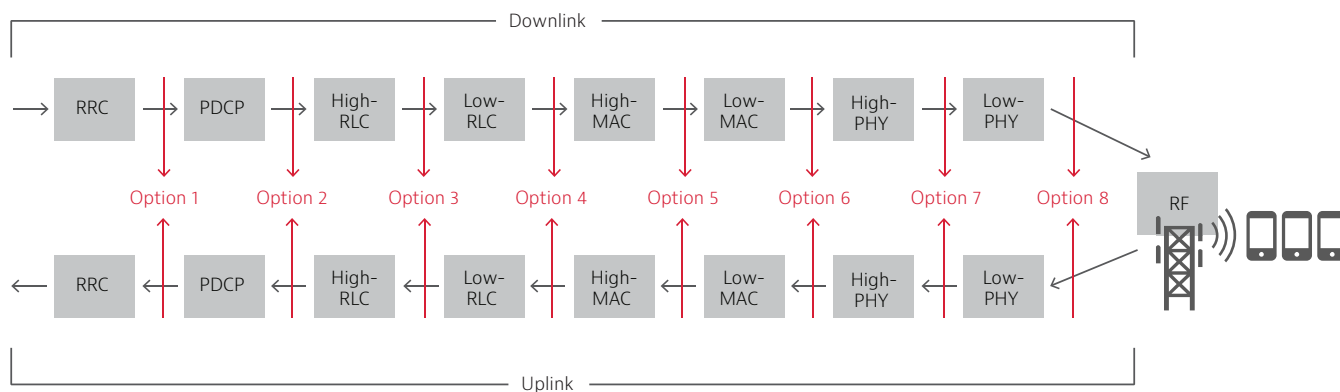 Downlink
RRC
PDCP
High-
RLC
Low-
RLC
High-
MAC
Low-
MAC
High-
PHY
Low-
PHY
Option 1
Option 2
Option 3
Option 4
Option 5
Option 6
Option 7
Option 8
RF
RRC
PDCP
High-
RLC
Low-
RLC
High-
MAC
Low-
MAC
High-
PHY
Low-
PHY
Uplink